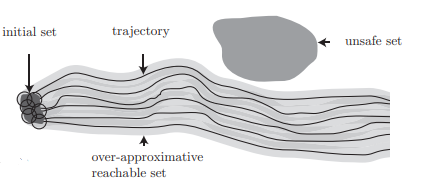 initial set
trajectory
unsafe set
over-approximative
reachable set